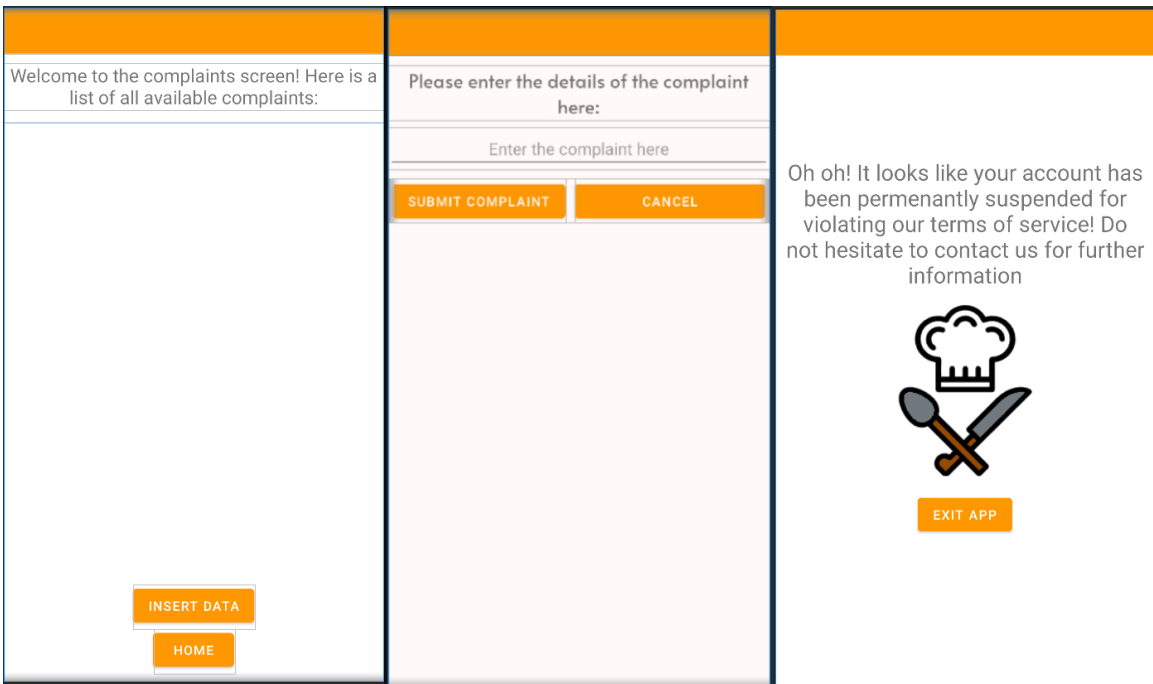 Welcome to the complaints screen! Here is a
list of all available complaints:
INSERT DATA
HOME
Please enter the details of the complaint
here:
Enter the complaint here
SUBMIT COMPLAINT
CANCEL
Oh oh! It looks like your account has
been permenantly suspended for
violating our terms of service! Do
not hesitate to contact us for further
information
EXIT APP